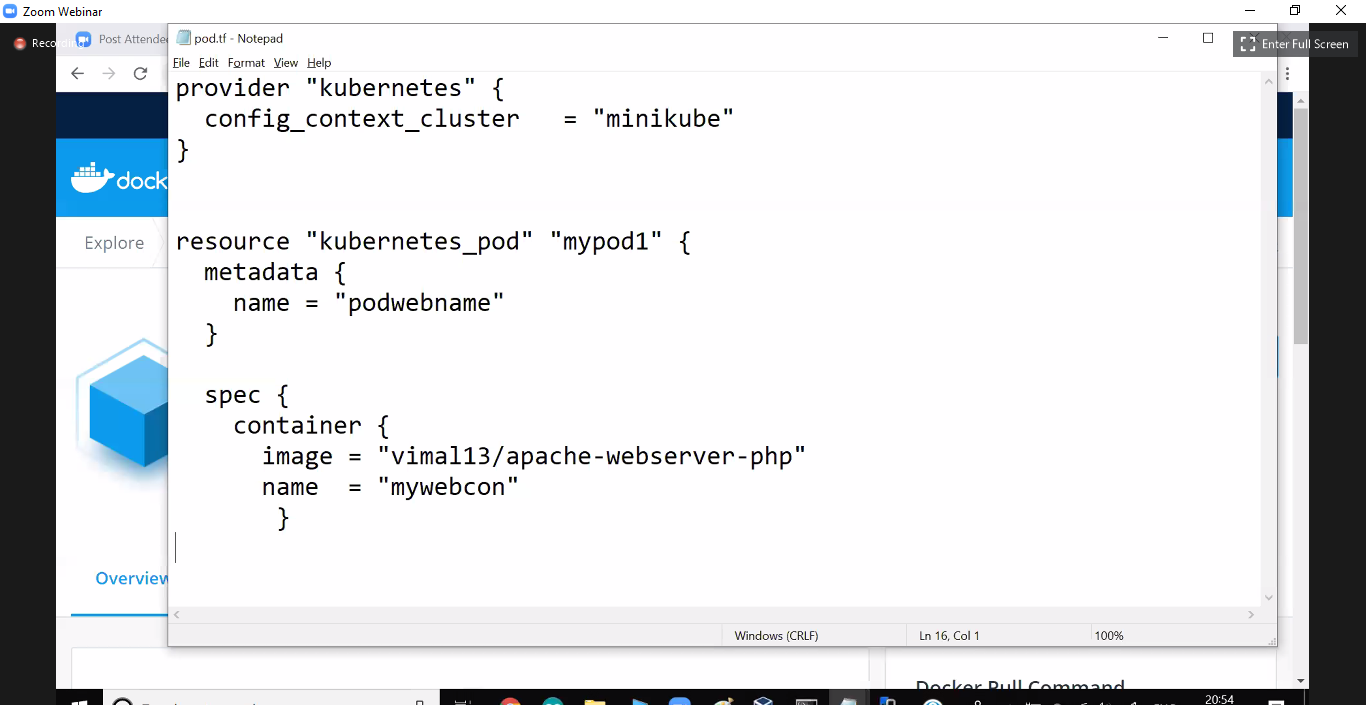 Zoom Webinar
Recording
Post Attendee
pod.tf - Notepad
Enter Full Screen
File Edit Format View Help
provider "kubernetes" {
  config_context_cluster   = "minikube"
}
resource "kubernetes_pod" "mypod1" {
  metadata {
    name = "podwebname"
  }
  spec {
    container {
      image = "vimal13/apache-webserver-php"
      name  = "mywebcon"
       }
dock
Explore
Overview
Windows (CRLF) Ln 16, Col 1 100%
Docker Pull Command
20:54